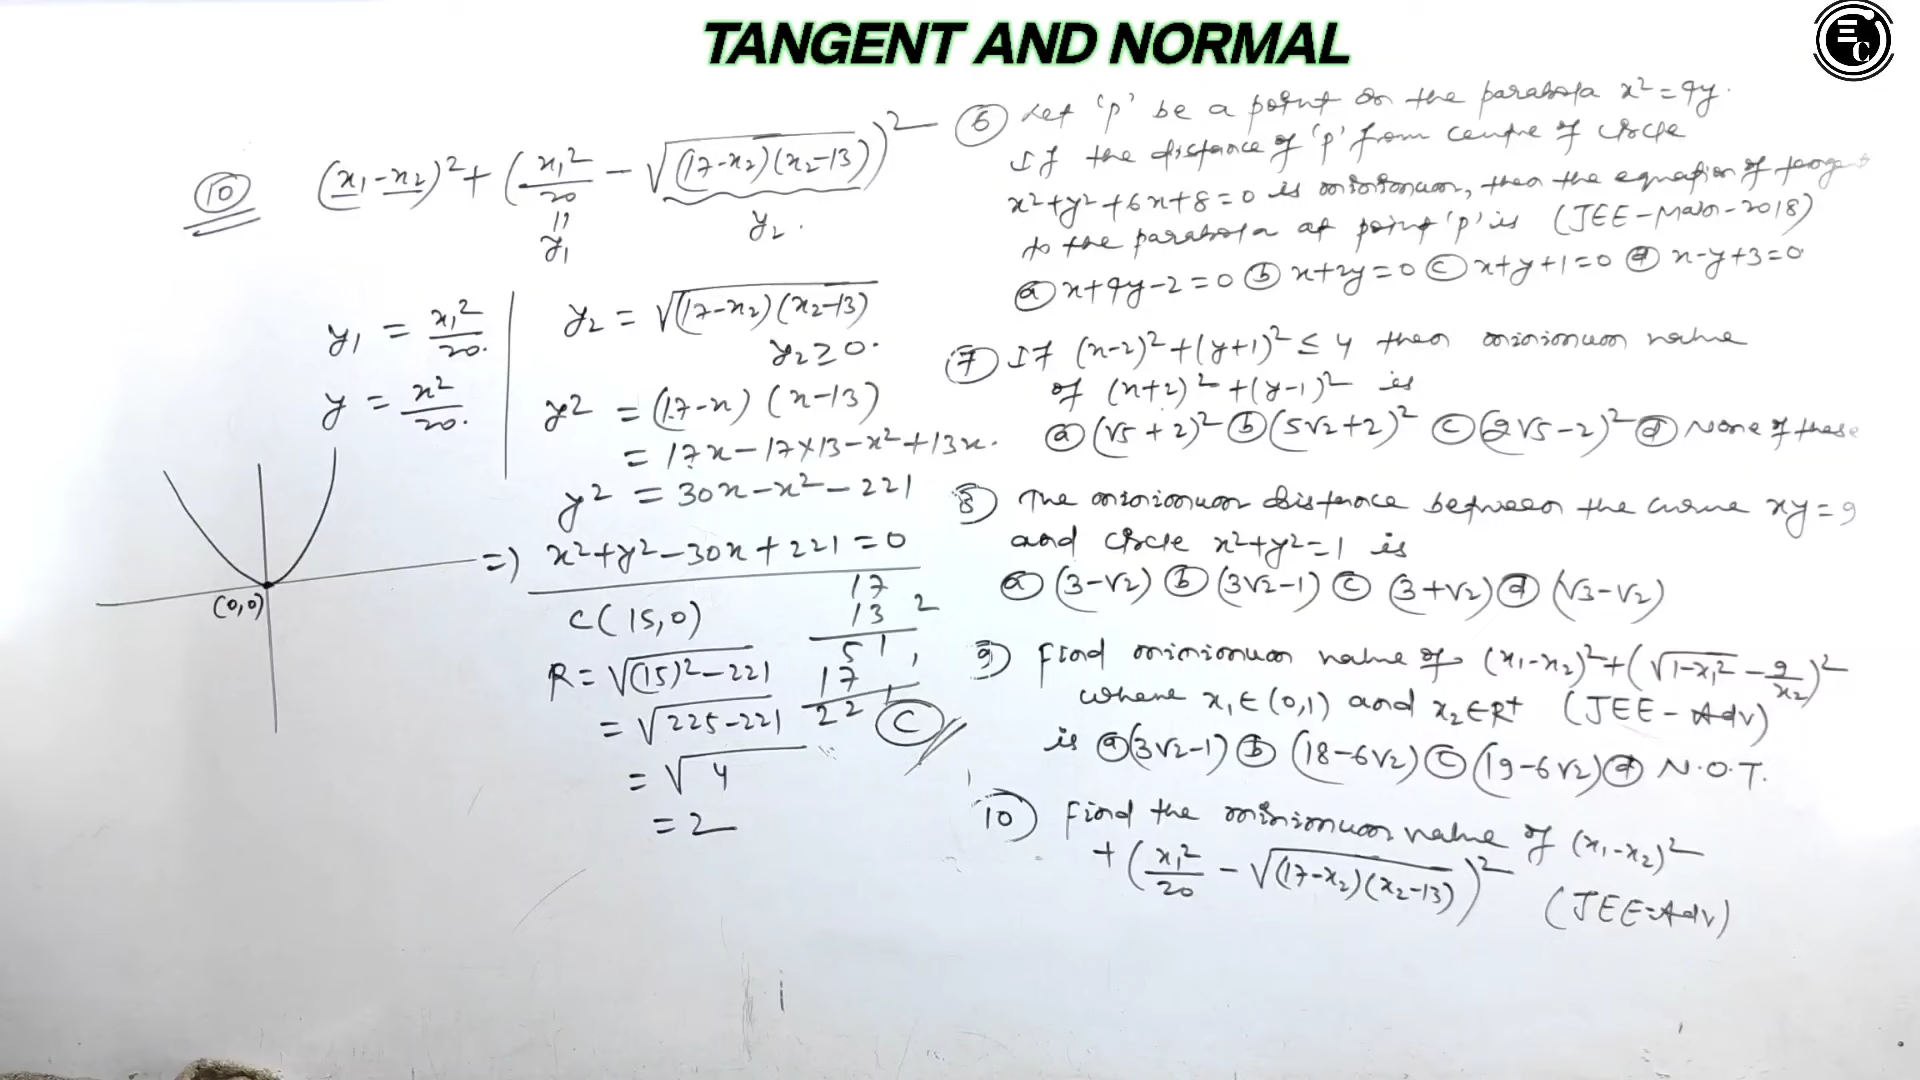 TANGENT AND NORMAL
EC
(10) (x₁-x₂)² + (x₁²/20 - √((17-x₂)(x₂-13)))²
||
y₁
y₂.
y₁ = x₁²/20.
y = x²/20.
(0,0)
y₂ = √((17-x₂)(x₂-13))
y₂≥0.
y² = (17-x)(x-13)
= 17x-17×13-x²+13x.
y² = 30x-x²-221
=) x²+y²-30x+221=0
C(15,0)
R = √((15)²-221)
= √(225-221)
= √4
= 2
17
13 2
51
17
221
(C)
(6) Let 'p' be a point on the parabola x²=4y.
If the distance of 'p' from centre of circle
x²+y²+6x+8=0 is minimum, then the equation of tangent
to the parabola at point 'p' is (JEE-Main-2018)
(a) x+4y-2=0 (b) x+2y=0 (c) x+y+1=0 (d) x-y+3=0
(7) If (x-2)²+(y+1)²≤4 then minimum value
of (x+2)²+(y-1)² is
(a) (√5+2)² (b) (5√2+2)² (c) (2√5-2)² (d) None of these
(8) The minimum distance between the curve xy=9
and circle x²+y²=1 is
(a) (3-√2) (b) (3√2-1) (c) (3+√2) (d) (√3-√2)
9) Find minimum value of (x₁-x₂)²+(√(1-x₁²) - 9/x₂)²
where x₁∈(0,1) and x₂∈R⁺ (JEE-Adv)
is (a) (3√2-1) (b) (18-6√2) (c) (19-6√2) (d) N.O.T.
10) Find the minimum value of (x₁-x₂)²
+ (x₁²/20 - √((17-x₂)(x₂-13)))² (JEE-Adv)